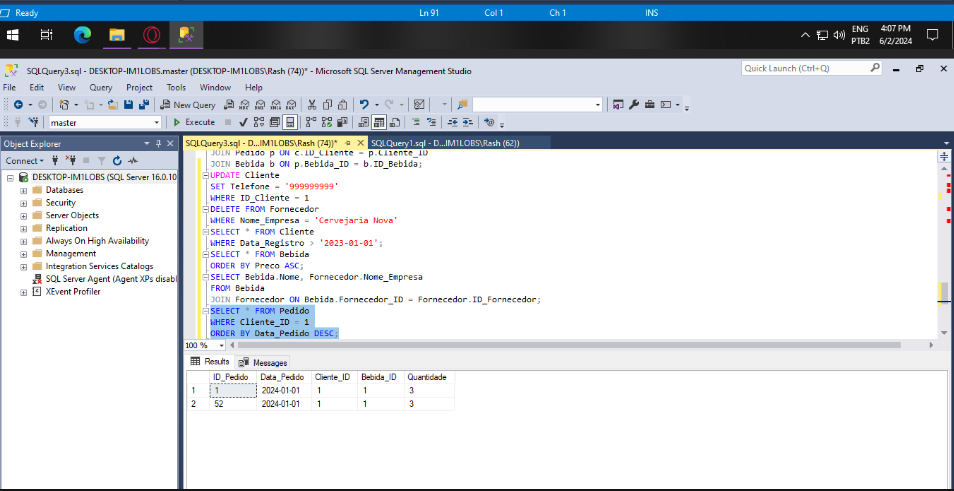 Ready
Ln 91
Col 1
Ch 1
INS
ENG
PTB2
4:07 PM
6/2/2024
SQLQuery3.sql - DESKTOP-IM1LOBS.master (DESKTOP-IM1LOBS\Rash (74))* - Microsoft SQL Server Management Studio
Quick Launch (Ctrl+Q)
File Edit View Query Project Tools Window Help
New Query
master
Execute
Object Explorer
SQLQuery3.sql - D...IM1LOBS\Rash (74))*
SQLQuery1.sql - D...IM1LOBS\Rash (62))
Connect
DESKTOP-IM1LOBS (SQL Server 16.0.10
Databases
Security
Server Objects
Replication
Always On High Availability
Management
Integration Services Catalogs
SQL Server Agent (Agent XPs disabl
XEvent Profiler
JOIN Pedido p ON c.ID_Cliente = p.Cliente_ID
JOIN Bebida b ON p.Bebida_ID = b.ID_Bebida;
UPDATE Cliente
SET Telefone = '999999999'
WHERE ID_Cliente = 1
DELETE FROM Fornecedor
WHERE Nome_Empresa = 'Cervejaria Nova'
SELECT * FROM Cliente
WHERE Data_Registro > '2023-01-01';
SELECT * FROM Bebida
ORDER BY Preco ASC;
SELECT Bebida.Nome, Fornecedor.Nome_Empresa
FROM Bebida
JOIN Fornecedor ON Bebida.Fornecedor_ID = Fornecedor.ID_Fornecedor;
SELECT * FROM Pedido
WHERE Cliente_ID = 1
ORDER BY Data_Pedido DESC;
100 %
Results
Messages
ID_Pedido Data_Pedido Cliente_ID Bebida_ID Quantidade
1 1 2024-01-01 1 1 3
2 52 2024-01-01 1 1 3